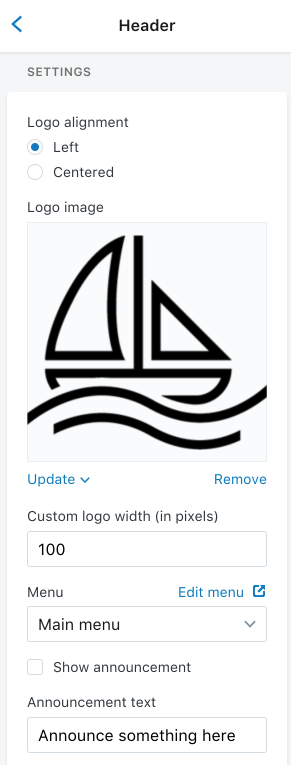 Header
SETTINGS
Logo alignment
Left
Centered
Logo image
Update Remove
Custom logo width (in pixels)
100
Menu Edit menu
Main menu
Show announcement
Announcement text
Announce something here